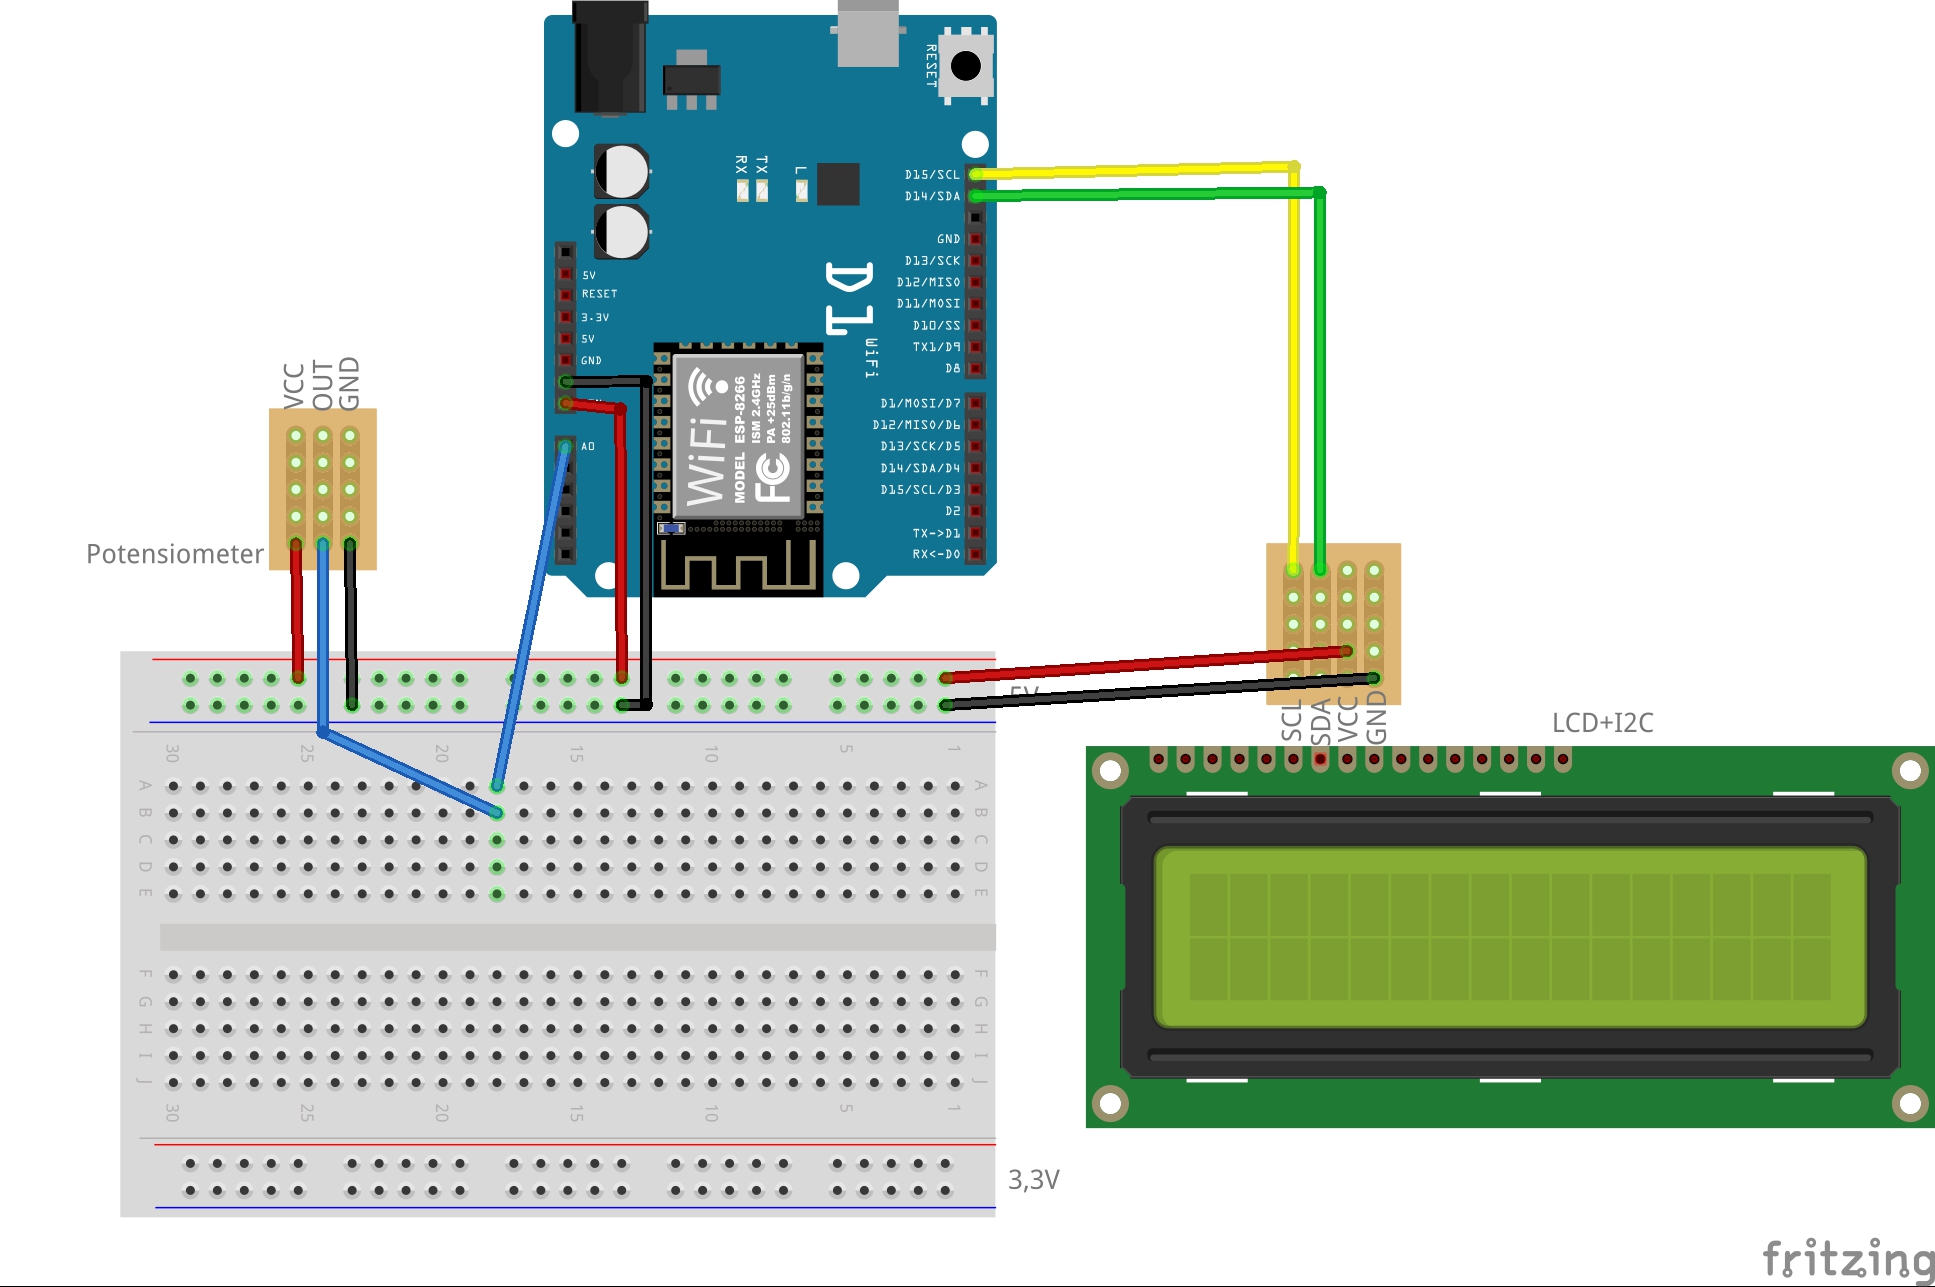 RESET
RX
TX
L
D15/SCL
D14/SDA
GND
D13/SCK
D12/MISO
D11/MOSI
D10/SS
TX1/D9
D8
5V
RESET
3.3V
5V
GND
A0
D1
WiFi
D1/MOSI/D7
D12/MISO/D6
D13/SCK/D5
D14/SDA/D4
D15/SCL/D3
D2
TX->D1
RX<-D0
WiFi
MODEL ESP-8266
ISM 2.4GHz
PA +25dBm
802.11b/g/n
FC
VCC
OUT
GND
Potensiometer
5V
SCL
SDA
VCC
GND
LCD+I2C
30 25 20 15 10 5 1
A A
B B
C C
D D
E E
F F
G G
H H
I I
J J
30 25 20 15 10 5 1
3,3V
fritzing